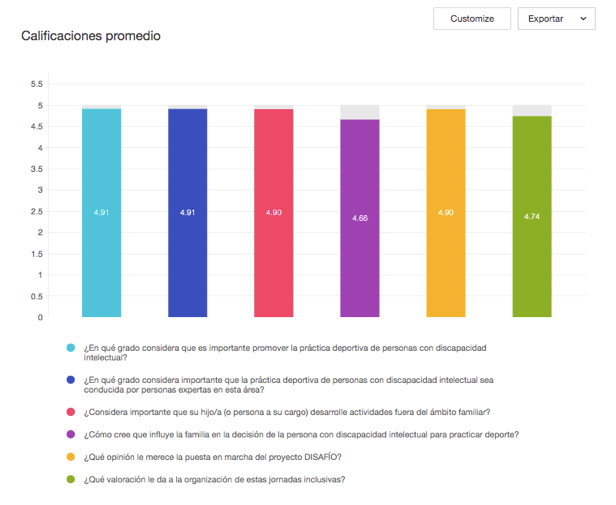 Customize
Exportar
Calificaciones promedio
5.5
5
4.5
4
3.5
3
2.5
2
1.5
1
0.5
0
4.91
4.91
4.90
4.66
4.90
4.74
¿En qué grado considera que es importante promover la práctica deportiva de personas con discapacidad
intelectual?
¿En qué grado considera importante que la práctica deportiva de personas con discapacidad intelectual sea
conducida por personas expertas en esta área?
¿Considera importante que su hijo/a (o persona a su cargo) desarrolle actividades fuera del ámbito familiar?
¿Cómo cree que influye la familia en la decisión de la persona con discapacidad intelectual para practicar deporte?
¿Qué opinión le merece la puesta en marcha del proyecto DISAFÍO?
¿Qué valoración le da a la organización de estas jornadas inclusivas?